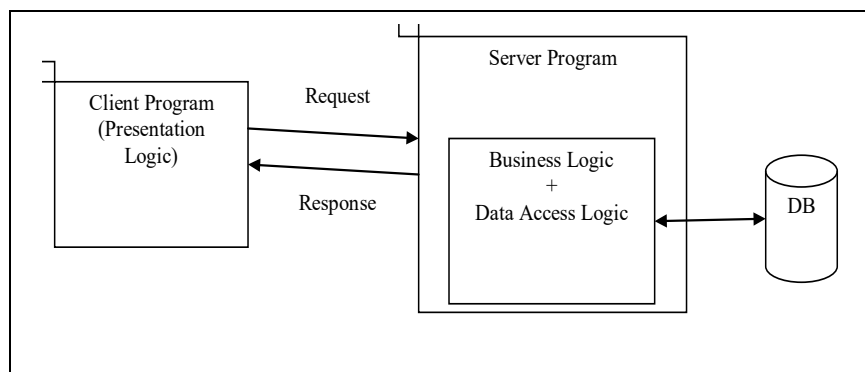 Server Program
Client Program
(Presentation
Logic)
Request
Response
Business Logic
+
Data Access Logic
DB